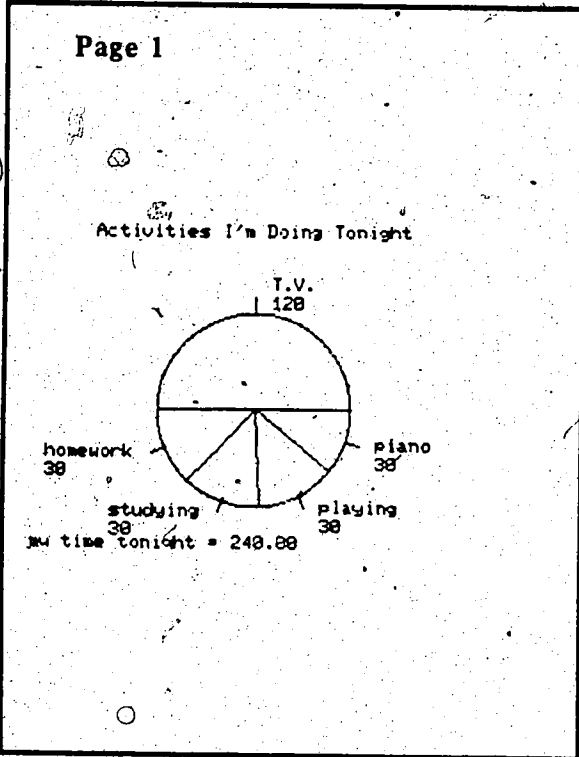 Page 1
Activities I'm Doing Tonight
T.V.
120
homework
30
piano
30
studying
30
playing
30
my time tonight = 240.00